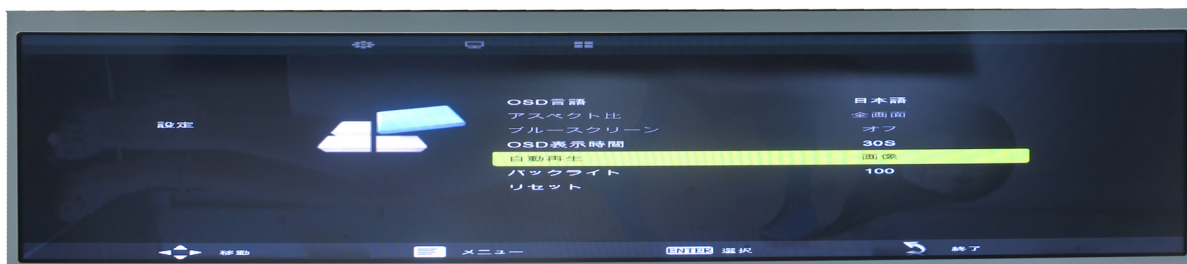 設定
OSD言語 日本語
アスペクト比 全画面
ブルースクリーン オフ
OSD表示時間 30S
自動再生 画像
バックライト 100
リセット
移動 メニュー ENTER 選択 終了